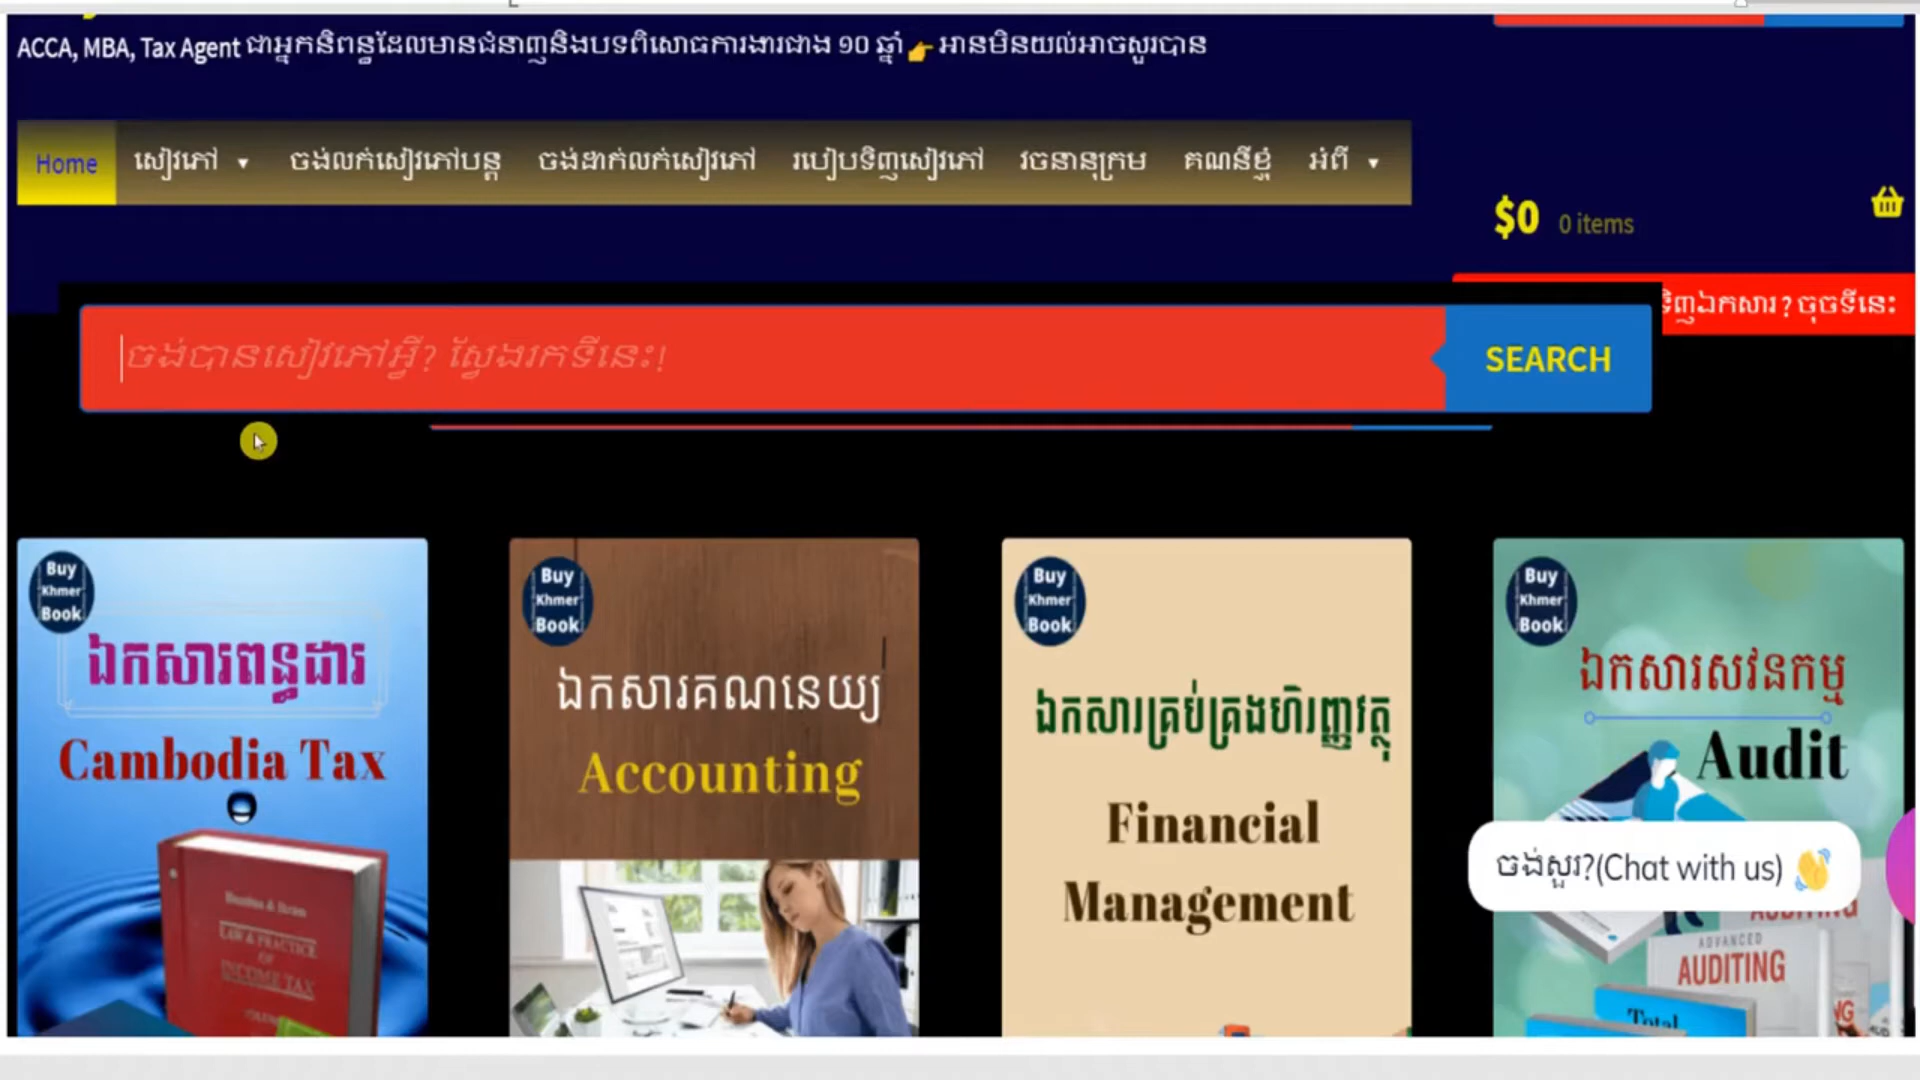 ACCA, MBA, Tax Agent ជាអ្នកនិពន្ធដែលមានជំនាញនិងបទពិសោធការងារជាង ១០ ឆ្នាំ 👉 អានមិនយល់អាចសួរបាន
Home សៀវភៅ ▼ ចង់លក់សៀវភៅបន្ត ចង់ដាក់លក់សៀវភៅ របៀបទិញសៀវភៅ វចនានុក្រម គណនីខ្ញុំ អំពី ▼
$0 0 items
ទិញឯកសារ ? ចុចទីនេះ
ចង់បានសៀវភៅអ្វី? ស្វែងរកទីនេះ!
SEARCH
Buy
Khmer
Book
ឯកសារពន្ធដារ
Cambodia Tax
LAW & PRACTICE
OF
INCOME TAX
Buy
Khmer
Book
ឯកសារគណនេយ្យ
Accounting
Buy
Khmer
Book
ឯកសារគ្រប់គ្រងហិរញ្ញវត្ថុ
Financial
Management
Buy
Khmer
Book
ឯកសារសវនកម្ម
Audit
ចង់សួរ?(Chat with us) 👋
ADVANCED
AUDITING
Total